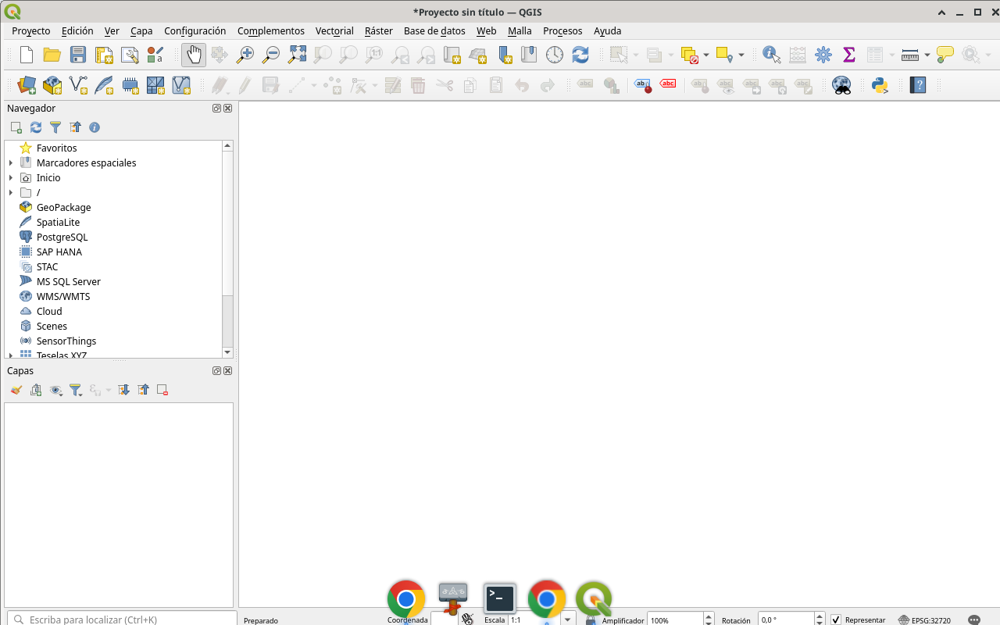 *Proyecto sin título — QGIS
Proyecto Edición Ver Capa Configuración Complementos Vectorial Ráster Base de datos Web Malla Procesos Ayuda
Navegador
Favoritos
Marcadores espaciales
Inicio
/
GeoPackage
SpatiaLite
PostgreSQL
SAP HANA
STAC
MS SQL Server
WMS/WMTS
Cloud
Scenes
SensorThings
Teselas XYZ
Capas
Escriba para localizar (Ctrl+K)
Preparado
Coordenada
Escala 1:1
Amplificador 100%
Rotación 0,0 °
Representar
EPSG:32720